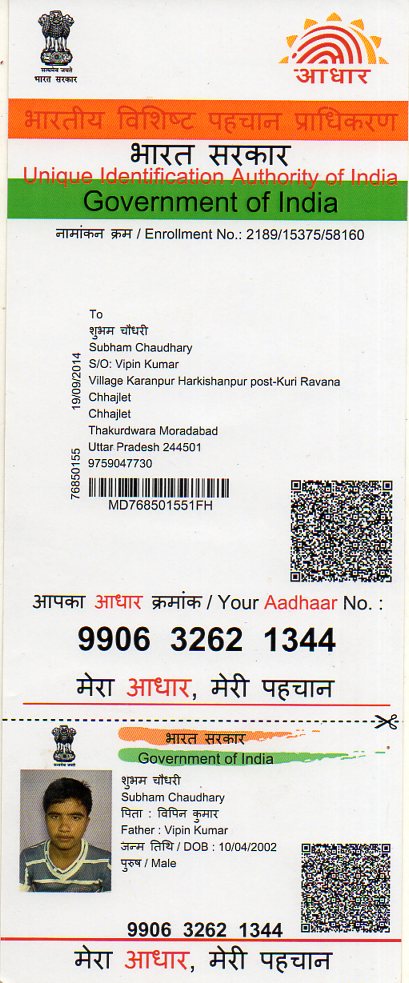 सत्यमेव जयते
भारत सरकार
आधार
भारतीय विशिष्ट पहचान प्राधिकरण
भारत सरकार
Unique Identification Authority of India
Government of India
नामांकन क्रम / Enrollment No.: 2189/15375/58160
To
शुभम चौधरी
Subham Chaudhary
S/O: Vipin Kumar
Village Karanpur Harkishanpur post-Kuri Ravana
Chhajlet
Chhajlet
Thakurdwara Moradabad
Uttar Pradesh 244501
9759047730
19/09/2014
76850155
MD768501551FH
आपका आधार क्रमांक / Your Aadhaar No. :
9906 3262 1344
मेरा आधार, मेरी पहचान
भारत सरकार
Government of India
शुभम चौधरी
Subham Chaudhary
पिता : विपिन कुमार
Father : Vipin Kumar
जन्म तिथि / DOB : 10/04/2002
पुरुष / Male
9906 3262 1344
मेरा आधार, मेरी पहचान